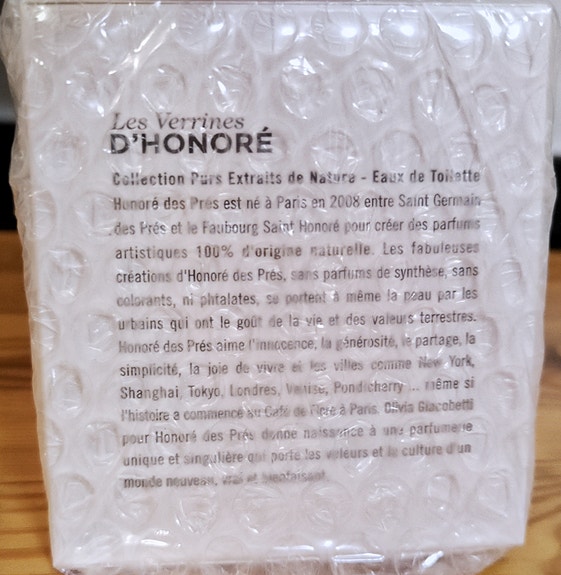 Les Verrines
D'HONORÉ
Collection Purs Extraits de Nature - Eaux de Toilette
Honoré des Prés est né à Paris en 2008 entre Saint Germain
des Prés et le Faubourg Saint Honoré pour créer des parfums
artistiques 100% d'origine naturelle. Les fabuleuses
créations d'Honoré des Prés, sans parfums de synthèse, sans
colorants, ni phtalates, se portent à même la peau par les
urbains qui ont le goût de la vie et des valeurs terrestres.
Honoré des Prés aime l'innocence, la générosité, le partage, la
simplicité, la joie de vivre et les villes comme New York,
Shanghai, Tokyo, Londres, Venise, Pondicharry ... même si
l'histoire a commencé au Café de Flore à Paris. Olivia Giacobetti
pour Honoré des Prés donne naissance à une parfumerie
unique et singulière qui porte les valeurs et la culture d'un
monde nouveau, vrai et bienfaisant.